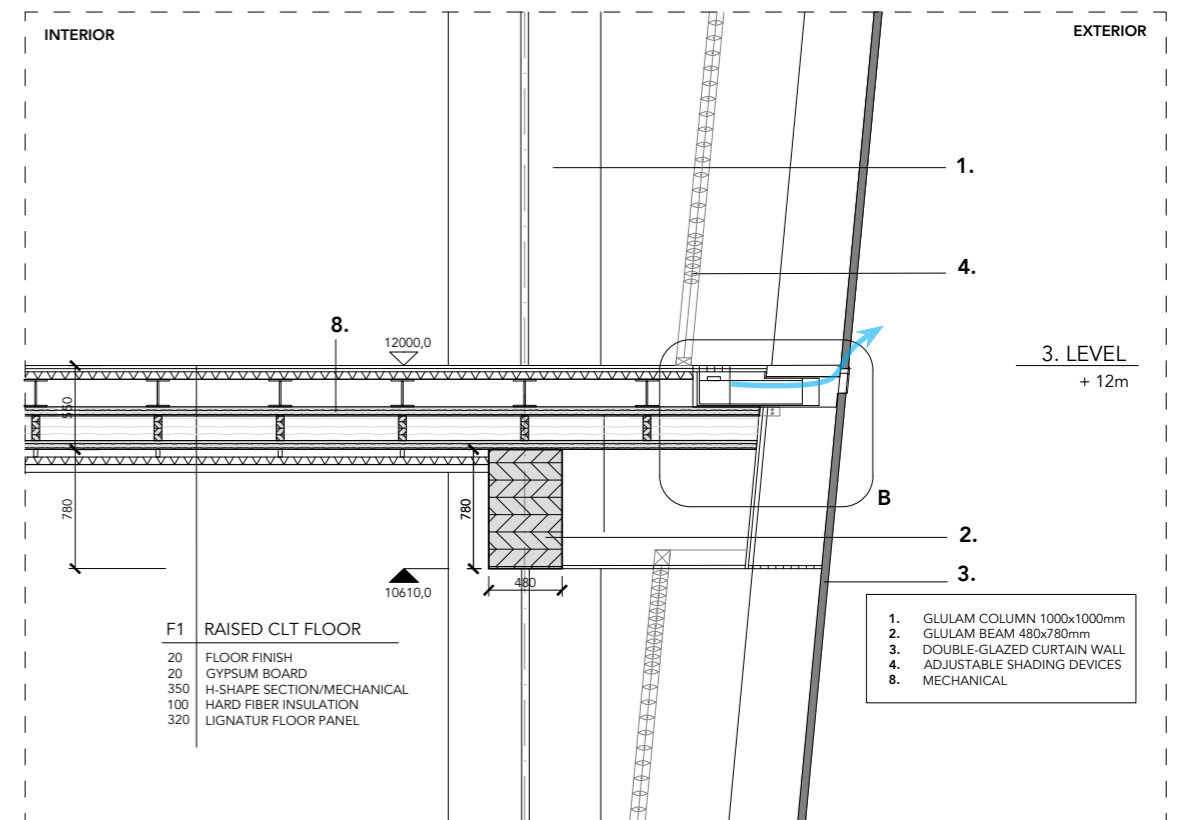 INTERIOR
EXTERIOR
1.
4.
8.
12000,0
3. LEVEL
+ 12m
550
780
780
B
2.
480
3.
10610,0
F1 RAISED CLT FLOOR
20 FLOOR FINISH
20 GYPSUM BOARD
350 H-SHAPE SECTION/MECHANICAL
100 HARD FIBER INSULATION
320 LIGNATUR FLOOR PANEL
1. GLULAM COLUMN 1000x1000mm
2. GLULAM BEAM 480x780mm
3. DOUBLE-GLAZED CURTAIN WALL
4. ADJUSTABLE SHADING DEVICES
8. MECHANICAL